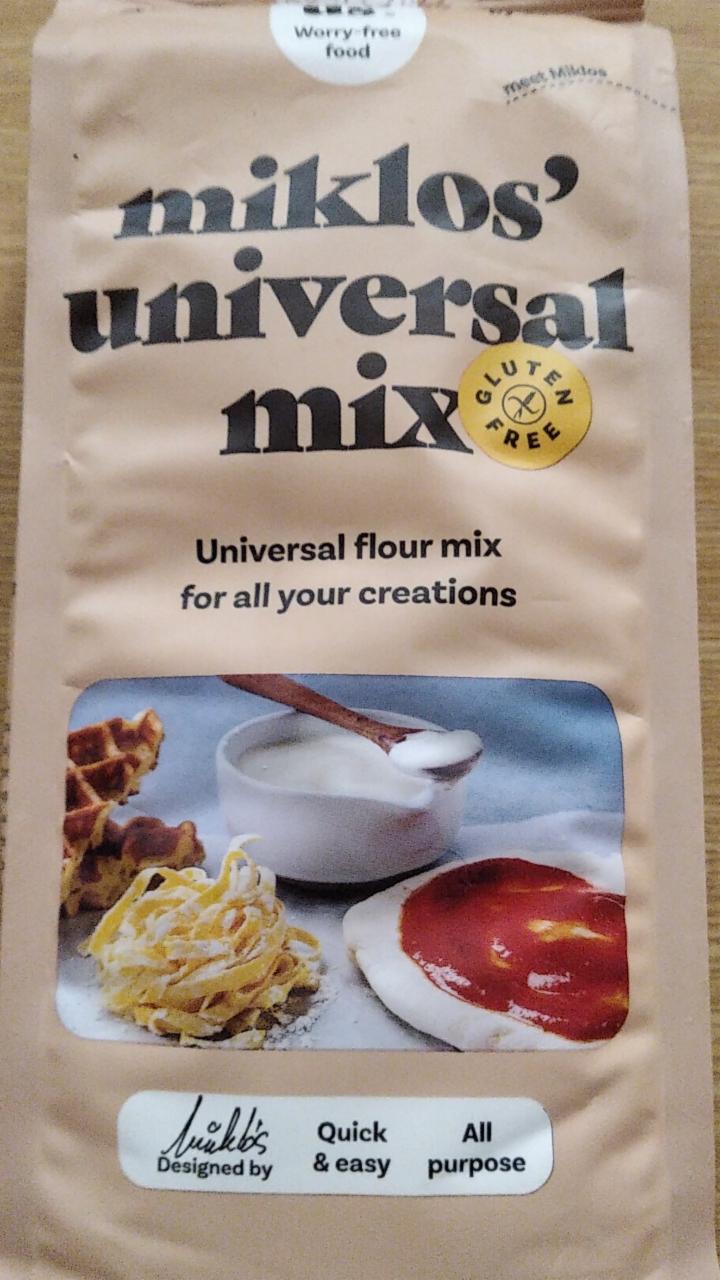 Worry-free
food
meet Miklos
miklos'
universal
mix
GLUTEN
FREE
Universal flour mix
for all your creations
Designed by
Quick
& easy
All
purpose